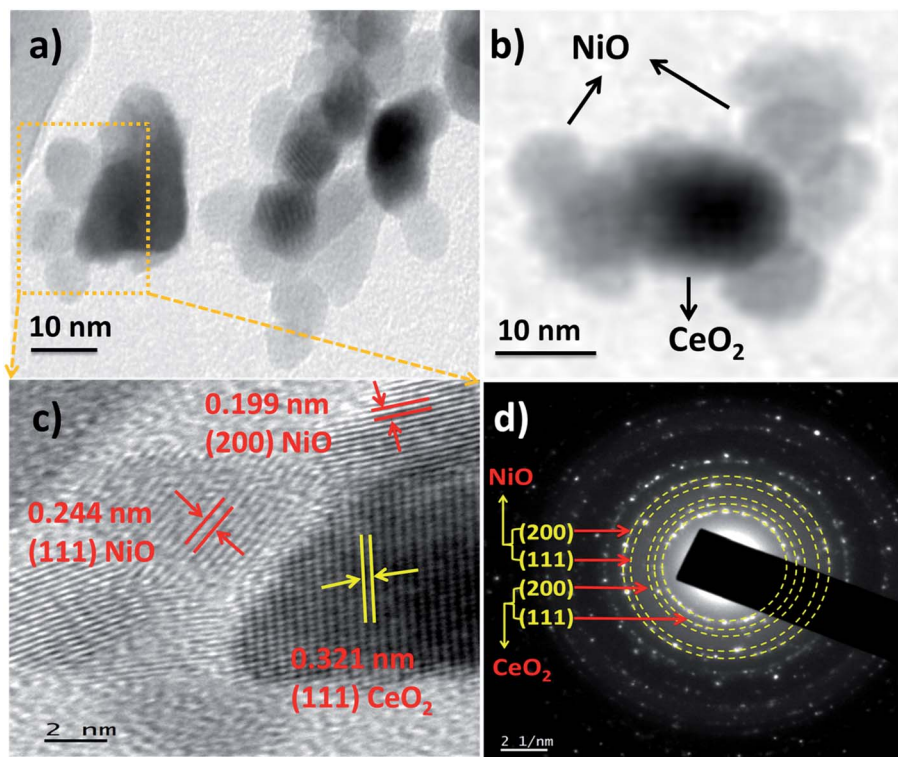 a)
10 nm
b)
NiO
CeO₂
10 nm
c)
0.199 nm
(200) NiO
0.244 nm
(111) NiO
0.321 nm
(111) CeO₂
2 nm
d)
NiO
(200)
(111)
(200)
(111)
CeO₂
2 1/nm